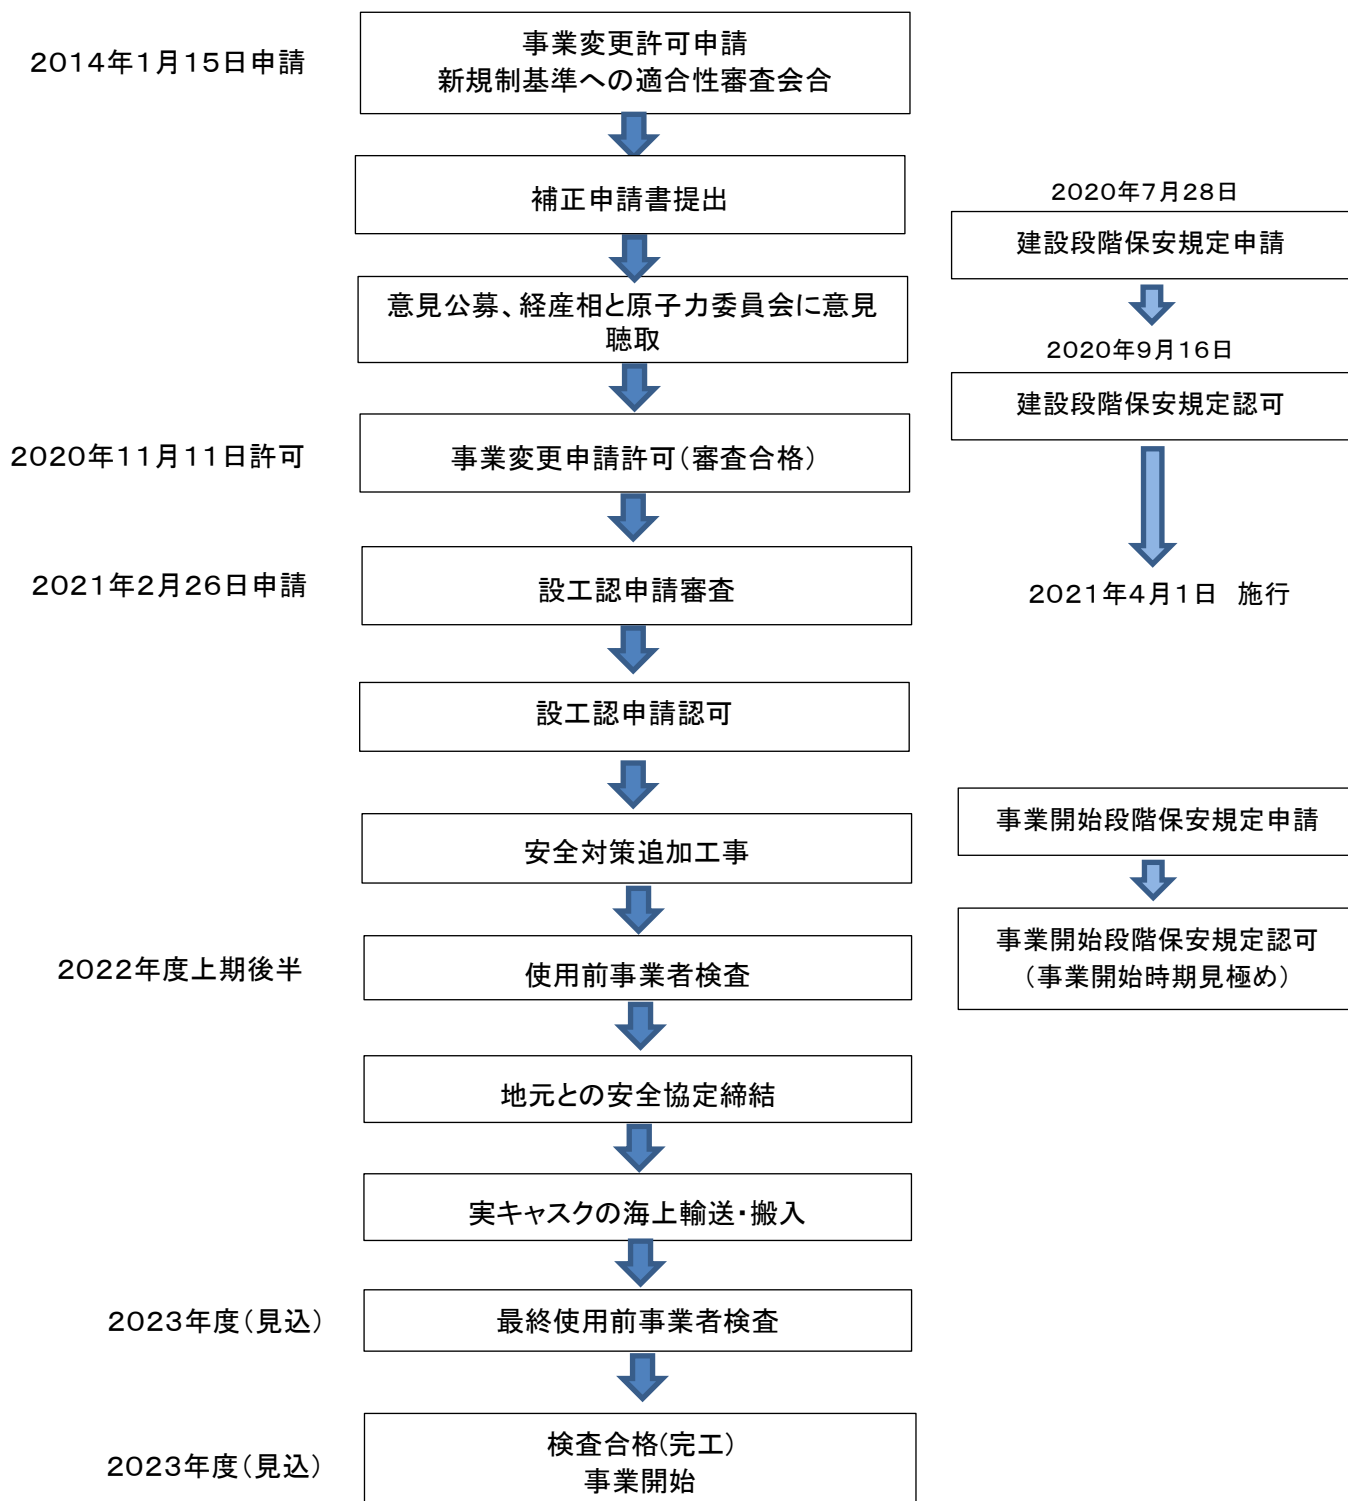 2014年1月15日申請
事業変更許可申請
新規制基準への適合性審査会合
補正申請書提出
2020年7月28日
建設段階保安規定申請
意見公募、経産相と原子力委員会に意見
聴取
2020年9月16日
建設段階保安規定認可
2020年11月11日許可
事業変更申請許可（審査合格）
2021年2月26日申請
設工認申請審査
2021年4月1日　施行
設工認申請認可
安全対策追加工事
事業開始段階保安規定申請
2022年度上期後半
使用前事業者検査
事業開始段階保安規定認可
（事業開始時期見極め）
地元との安全協定締結
実キャスクの海上輸送・搬入
2023年度（見込）
最終使用前事業者検査
2023年度（見込）
検査合格(完工）
事業開始